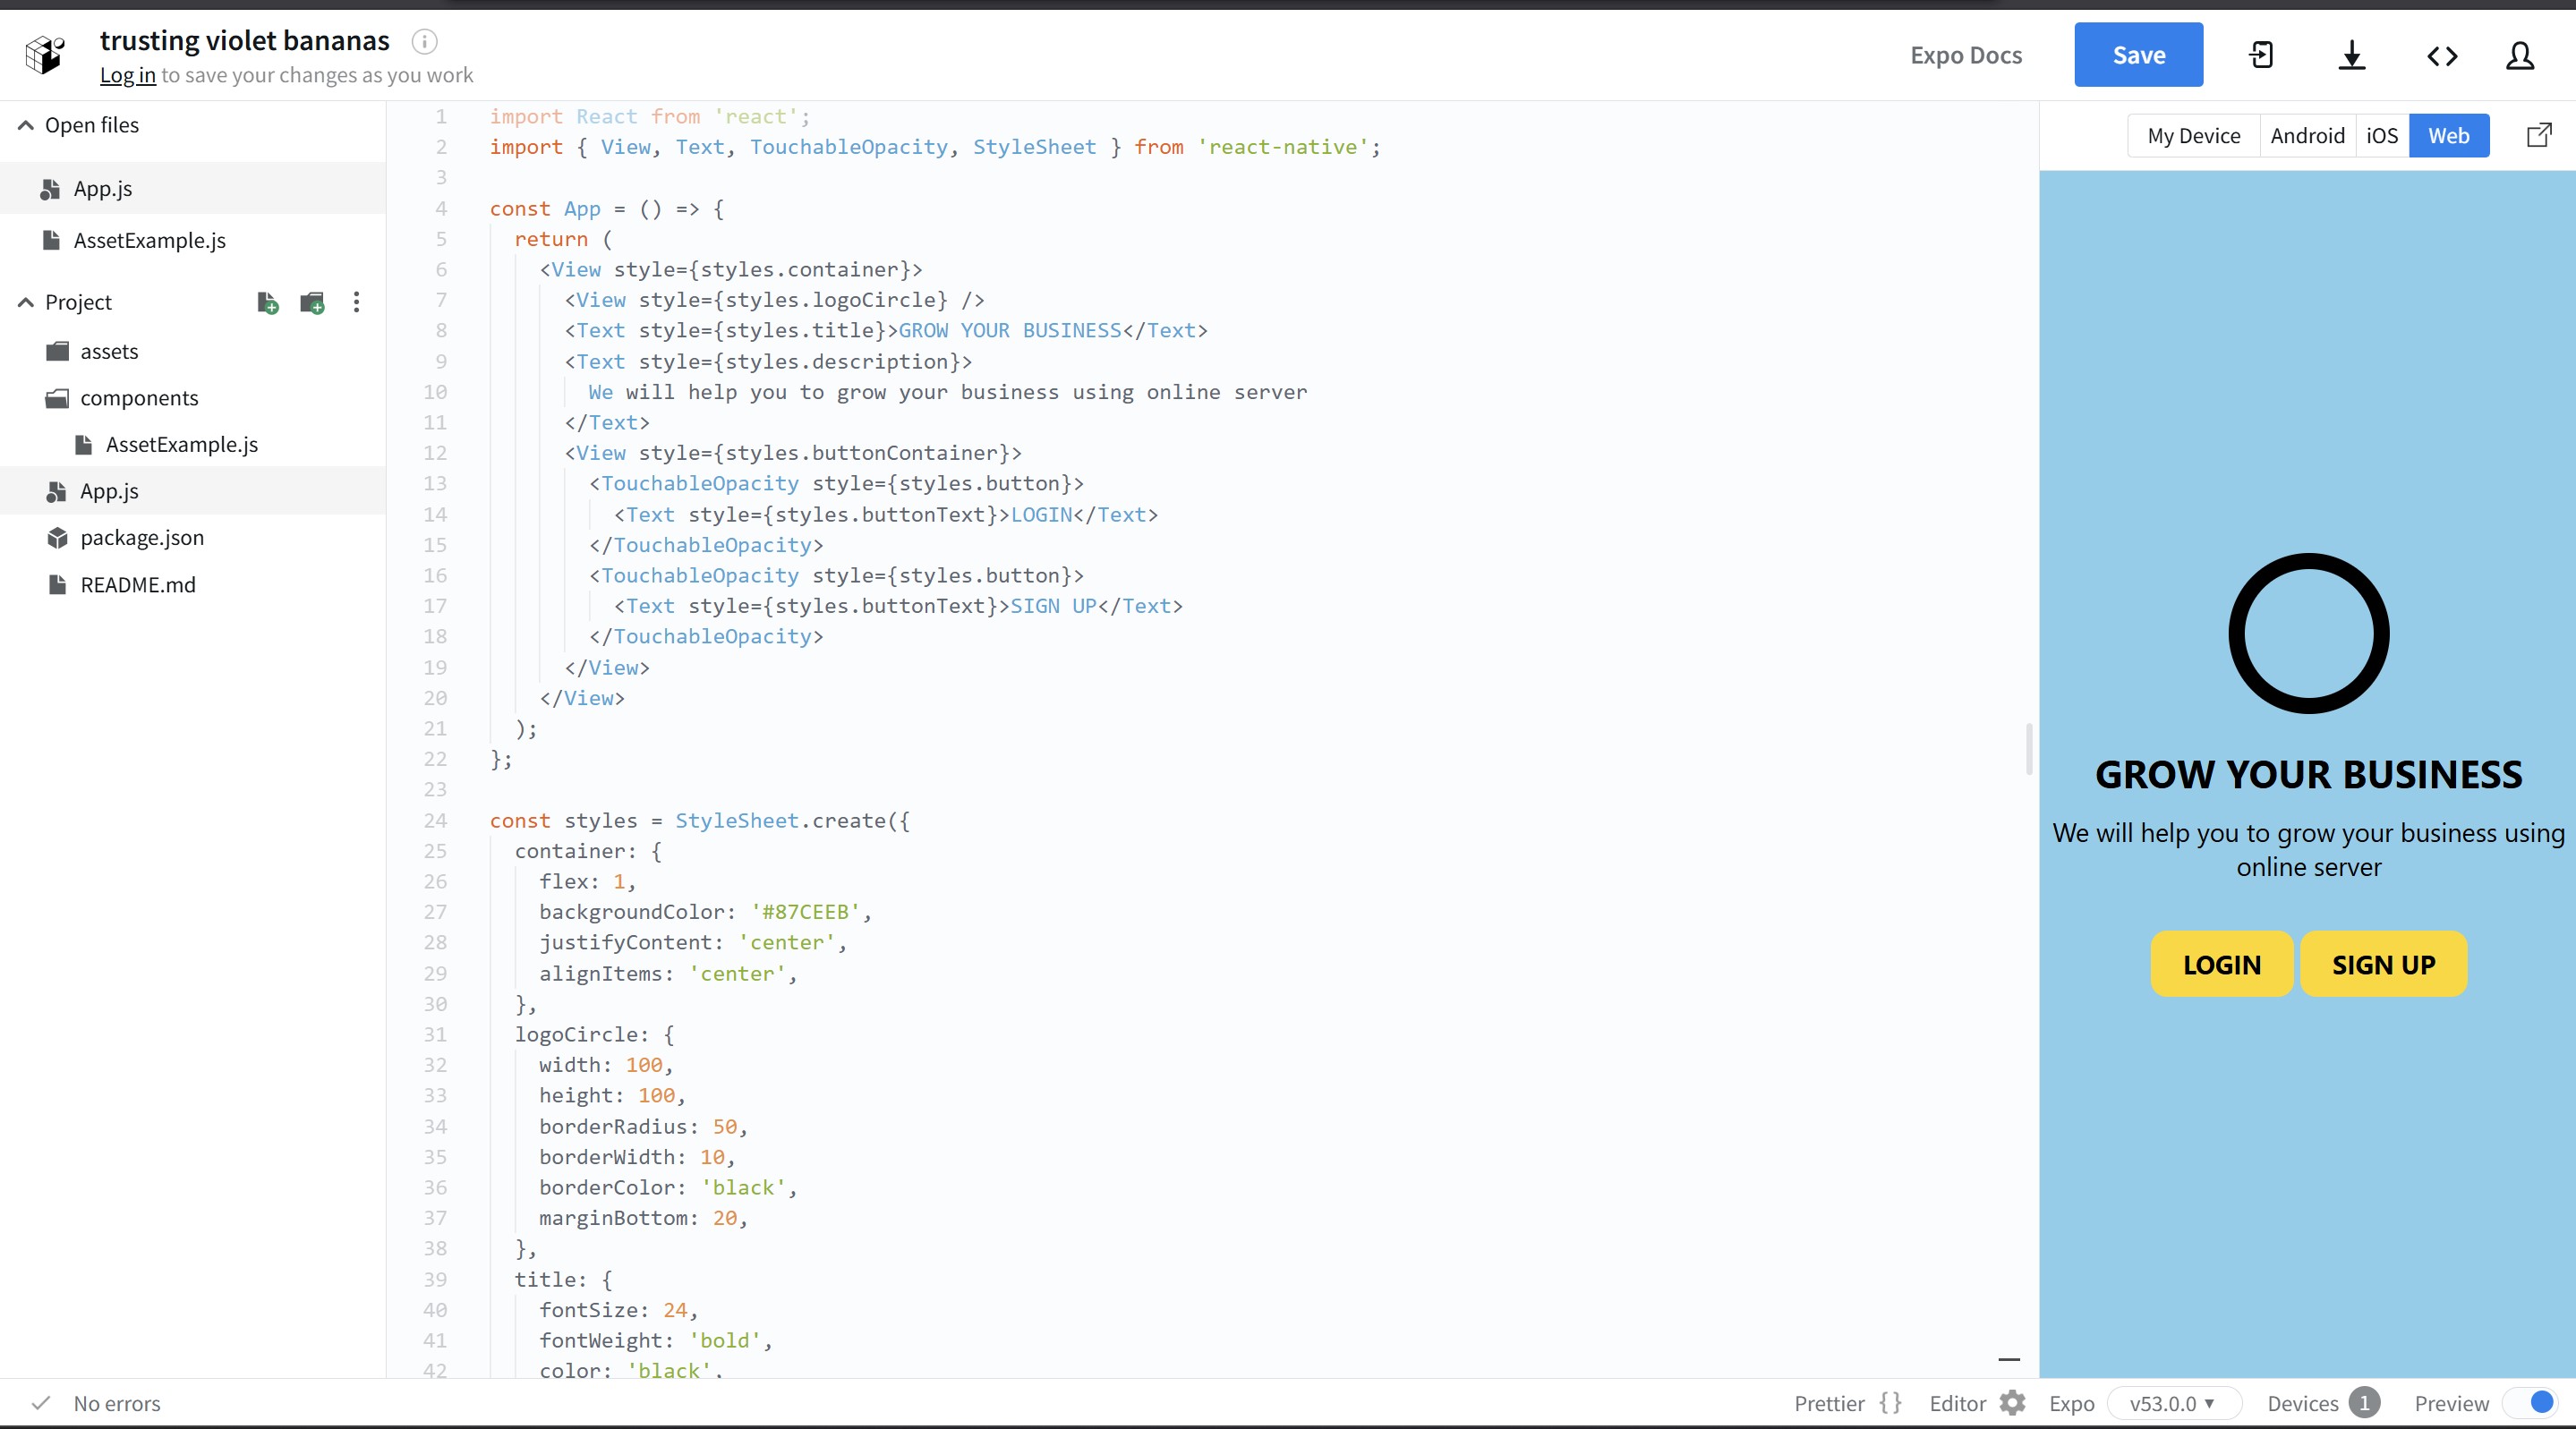 trusting violet bananas
Log in to save your changes as you work
Expo Docs
Save
Open files
App.js
AssetExample.js
Project
assets
components
AssetExample.js
App.js
package.json
README.md
1 import React from 'react';
2 import { View, Text, TouchableOpacity, StyleSheet } from 'react-native';
3
4 const App = () => {
5 return (
6 <View style={styles.container}>
7 <View style={styles.logoCircle} />
8 <Text style={styles.title}>GROW YOUR BUSINESS</Text>
9 <Text style={styles.description}>
10 We will help you to grow your business using online server
11 </Text>
12 <View style={styles.buttonContainer}>
13 <TouchableOpacity style={styles.button}>
14 <Text style={styles.buttonText}>LOGIN</Text>
15 </TouchableOpacity>
16 <TouchableOpacity style={styles.button}>
17 <Text style={styles.buttonText}>SIGN UP</Text>
18 </TouchableOpacity>
19 </View>
20 </View>
21 );
22 };
23
24 const styles = StyleSheet.create({
25 container: {
26 flex: 1,
27 backgroundColor: '#87CEEB',
28 justifyContent: 'center',
29 alignItems: 'center',
30 },
31 logoCircle: {
32 width: 100,
33 height: 100,
34 borderRadius: 50,
35 borderWidth: 10,
36 borderColor: 'black',
37 marginBottom: 20,
38 },
39 title: {
40 fontSize: 24,
41 fontWeight: 'bold',
42 color: 'black',
My Device Android iOS Web
GROW YOUR BUSINESS
We will help you to grow your business using
online server
LOGIN SIGN UP
No errors
Prettier {} Editor Expo v53.0.0 ▼ Devices 1 Preview